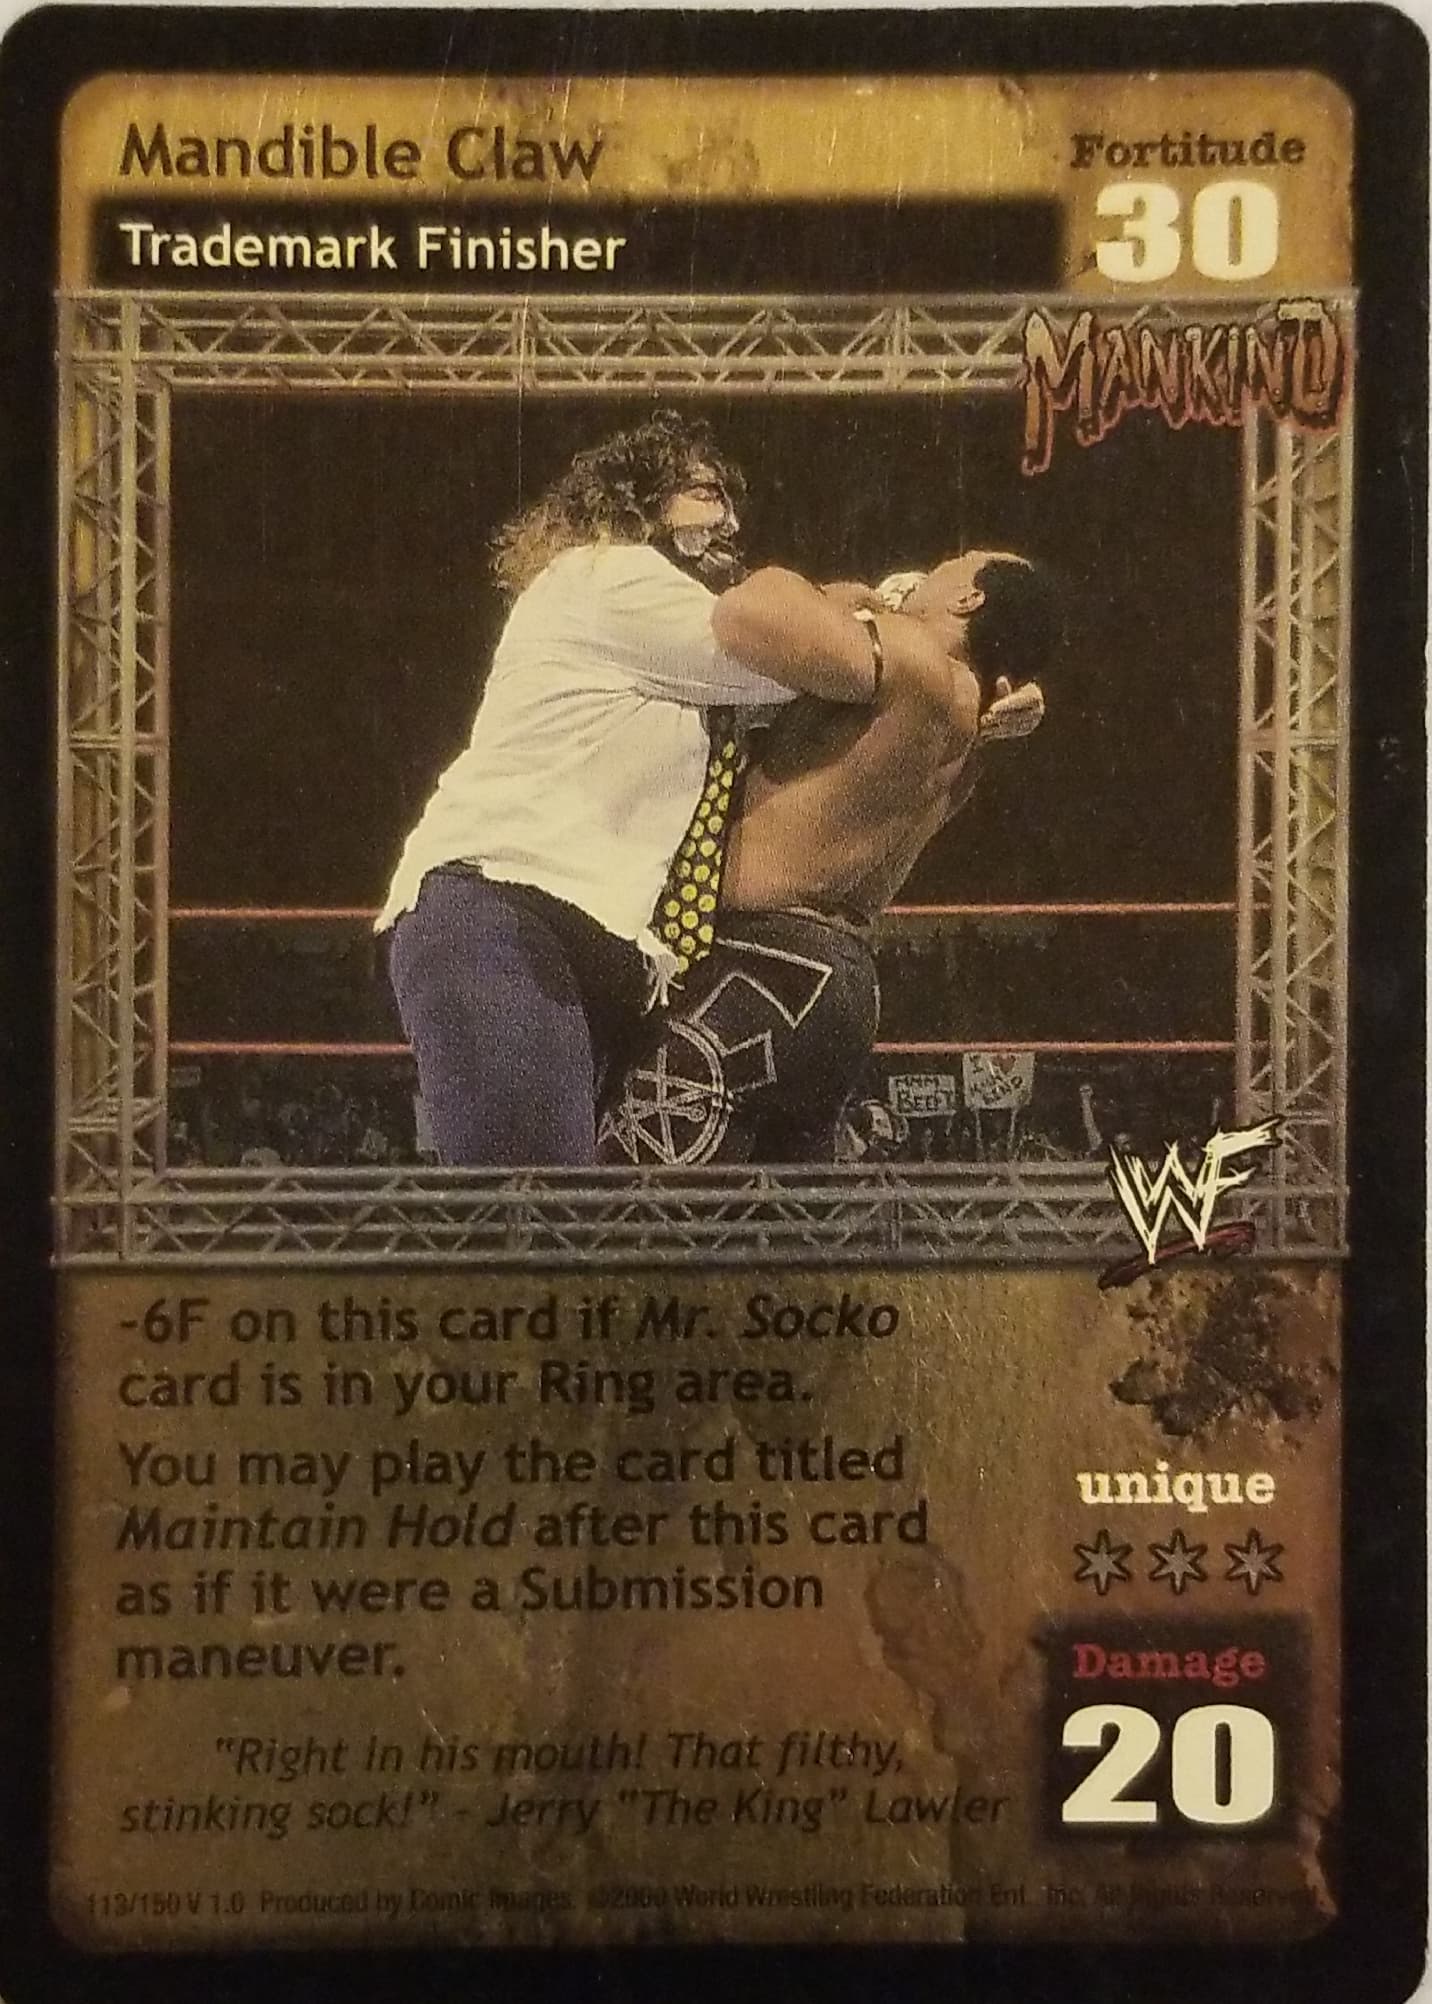 Mandible Claw
Fortitude
30
Trademark Finisher
MANKIND
MMM
BEEF!
I
WF
-6F on this card if Mr. Socko
card is in your Ring area.
You may play the card titled
Maintain Hold after this card
as if it were a Submission
maneuver.
unique
Damage
20
"Right in his mouth! That filthy,
stinking sock!" - Jerry "The King" Lawler
113/150 V 1.0 Produced by Comic Images. ©2000 World Wrestling Federation Ent. Inc. All Rights Reserved.